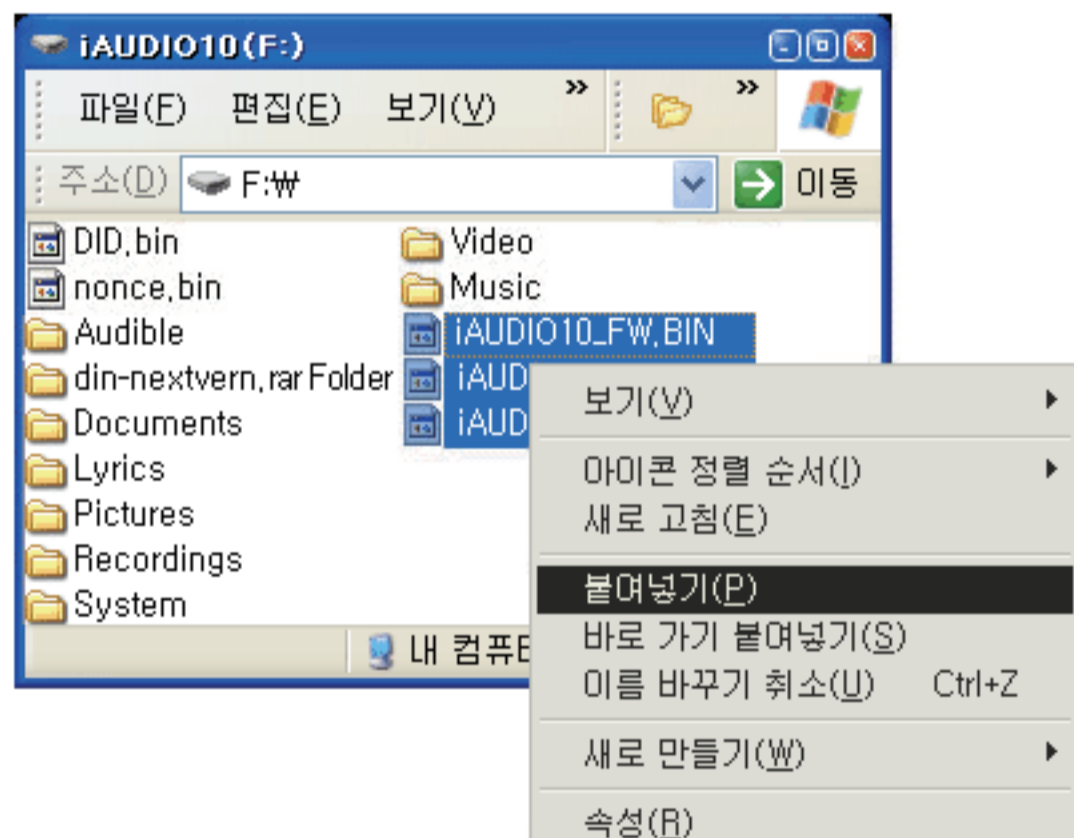 iAUDIO10(F:)
파일(F) 편집(E) 보기(V) » »
주소(D) F:₩ 이동
DID.bin
nonce.bin
Audible
din-nextvern.rar Folder
Documents
Lyrics
Pictures
Recordings
System
Video
Music
iAUDIO10_FW.BIN
iAUD
iAUD
내 컴퓨터
보기(V)
아이콘 정렬 순서(I)
새로 고침(E)
붙여넣기(P)
바로 가기 붙여넣기(S)
이름 바꾸기 취소(U) Ctrl+Z
새로 만들기(W)
속성(R)